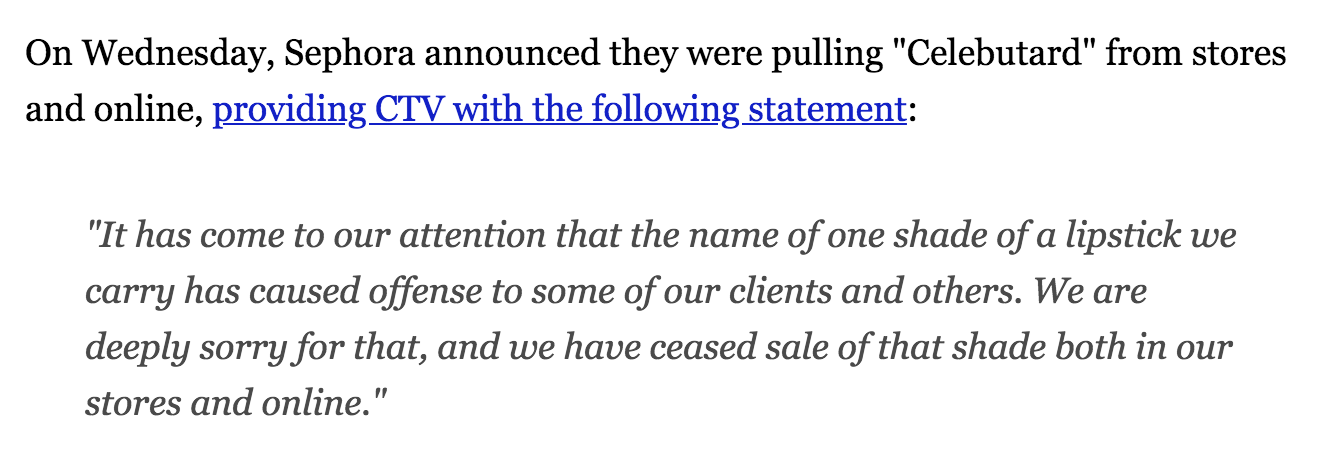 On Wednesday, Sephora announced they were pulling "Celebutard" from stores
and online, providing CTV with the following statement:
"It has come to our attention that the name of one shade of a lipstick we
carry has caused offense to some of our clients and others. We are
deeply sorry for that, and we have ceased sale of that shade both in our
stores and online."